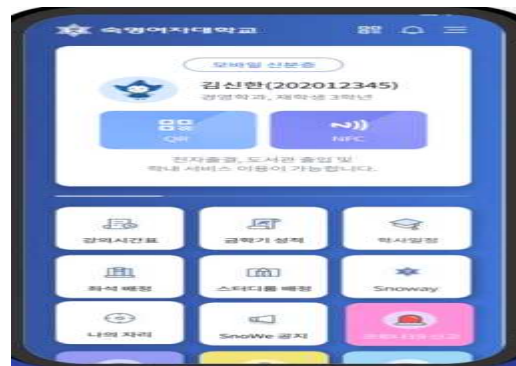 숙명여자대학교
모바일 신분증
김신한(202012345)
경영학과, 재학생 3학년
QR
NFC
전자출결, 도서관 출입 및
학내 서비스 이용이 가능합니다.
강의시간표
금학기 성적
학사일정
좌석 배정
스터디룸 배정
Snoway
나의 자리
SnoWe 공지